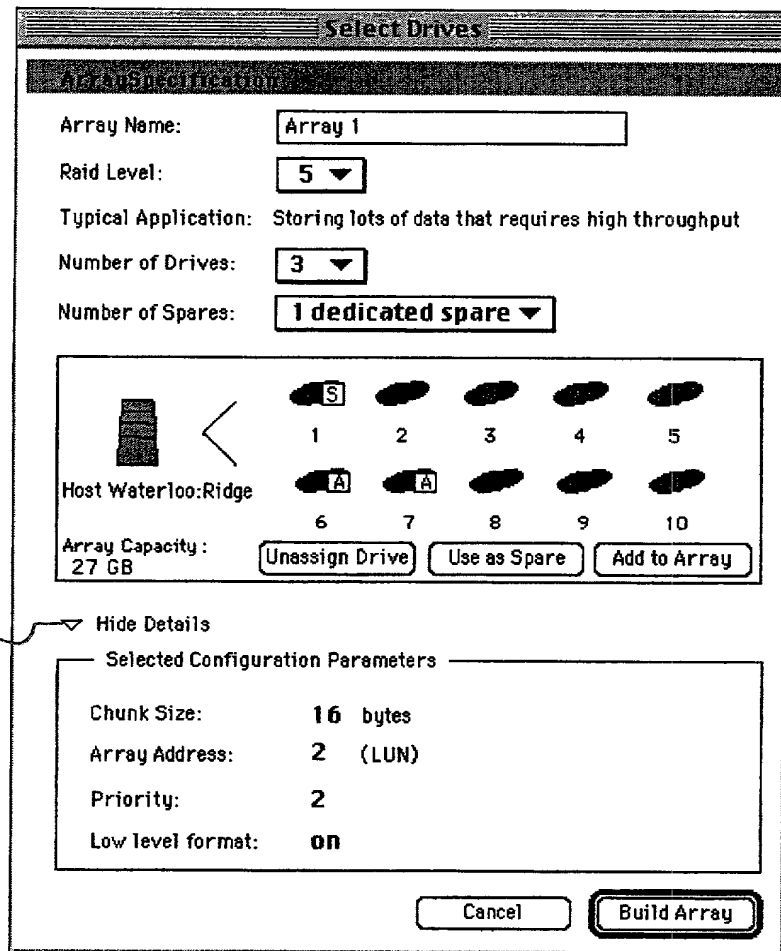 Select Drives
ArraySpecification
Array Name: Array 1
Raid Level: 5
Typical Application: Storing lots of data that requires high throughput
Number of Drives: 3
Number of Spares: 1 dedicated spare
S
1 2 3 4 5
Host Waterloo:Ridge
A A
6 7 8 9 10
Array Capacity :
27 GB
Unassign Drive Use as Spare Add to Array
Hide Details
Selected Configuration Parameters
Chunk Size: 16 bytes
Array Address: 2 (LUN)
Priority: 2
Low level format: on
Cancel Build Array